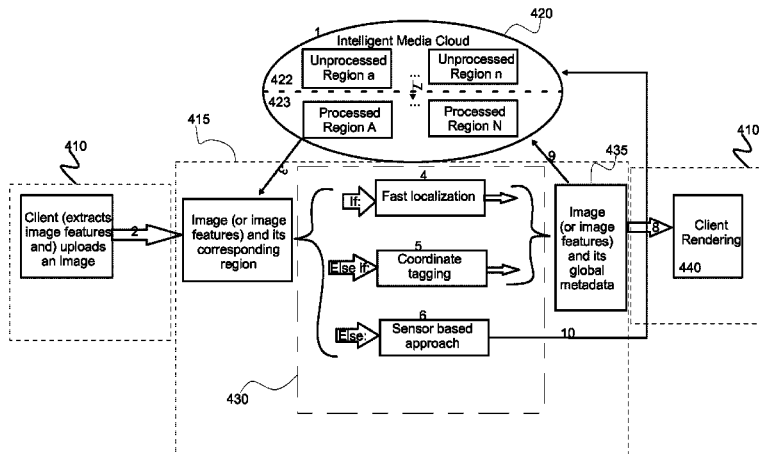 1
420
Intelligent Media Cloud
Unprocessed
Region a
Unprocessed
Region n
422
7
423
Processed
Region A
Processed
Region N
415
410
410
3
9
435
Client (extracts
image features
and) uploads
an Image
2
Image (or image
features) and its
corresponding
region
4
If:
Fast localization
5
Else If:
Coordinate
tagging
6
Else:
Sensor based
approach
10
430
Image
(or image
features)
and its
global
metadata
8
Client
Rendering
440